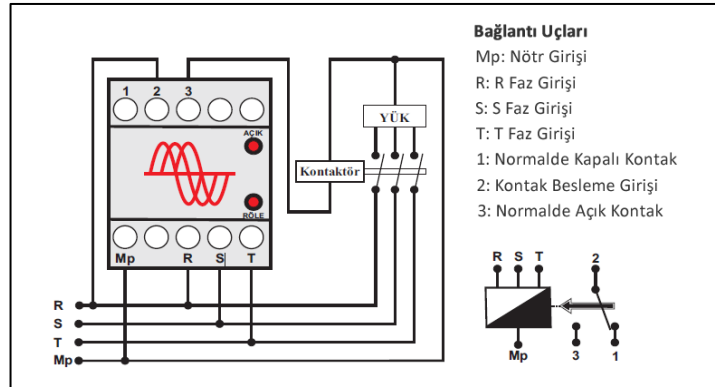 Bağlantı Uçları
Mp: Nötr Girişi
R: R Faz Girişi
S: S Faz Girişi
T: T Faz Girişi
1: Normalde Kapalı Kontak
2: Kontak Besleme Girişi
3: Normalde Açık Kontak
1 2 3
AÇIK
RÖLE
Mp R S T
YÜK
Kontaktör
R
S
T
Mp
R S T
2
Mp
3 1